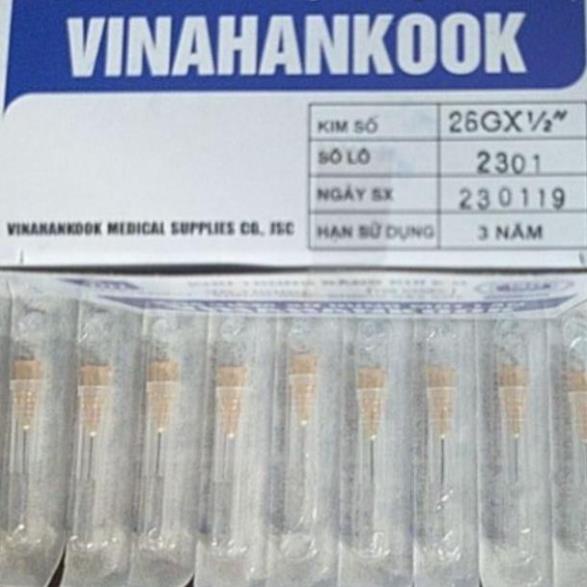 VINAHANKOOK
KIM SỐ 26GX1/2"
SỐ LÔ 2301
NGÀY SX 230119
VINAHANKOOK MEDICAL SUPPLIES CO, JSC
HẠN SỬ DỤNG 3 NĂM